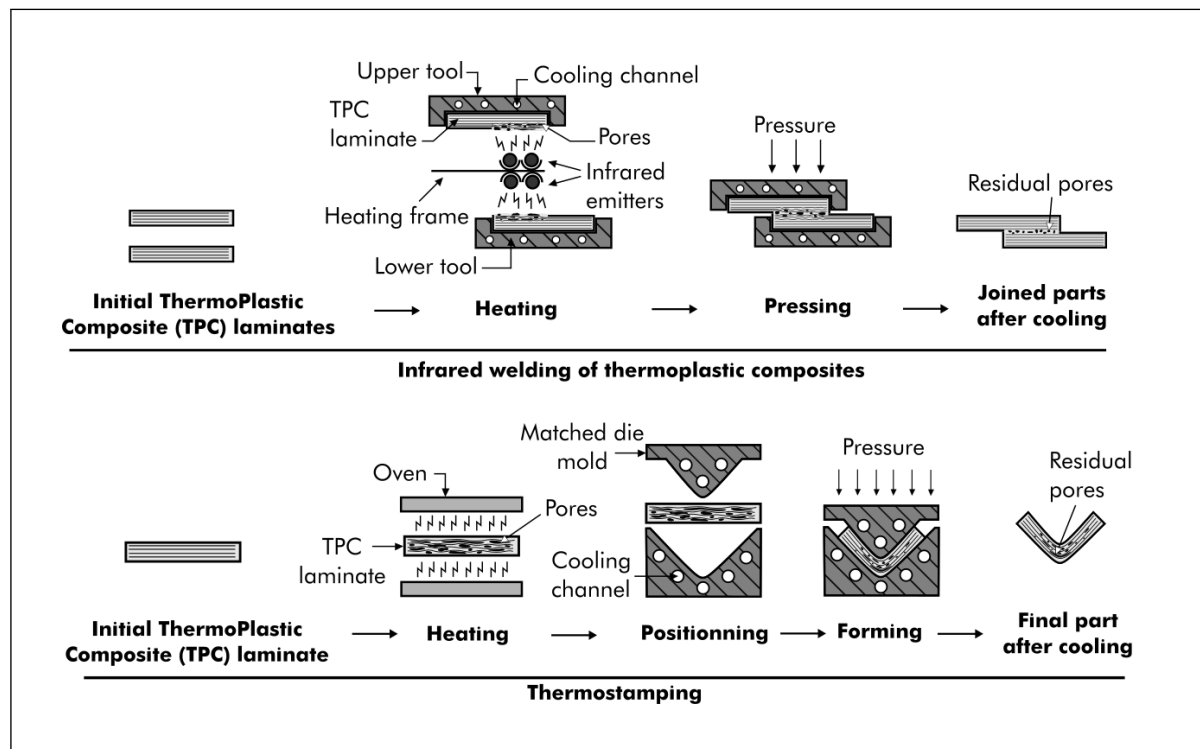 Upper tool
Cooling channel
TPC
laminate
Pores
Pressure
Infrared
emitters
Residual pores
Heating frame
Lower tool
Initial ThermoPlastic
Composite (TPC) laminates
Heating
Pressing
Joined parts
after cooling
Infrared welding of thermoplastic composites
Matched die
mold
Pressure
Oven
Residual
pores
Pores
TPC
laminate
Cooling
channel
Initial ThermoPlastic
Composite (TPC) laminate
Heating
Positionning
Forming
Final part
after cooling
Thermostamping